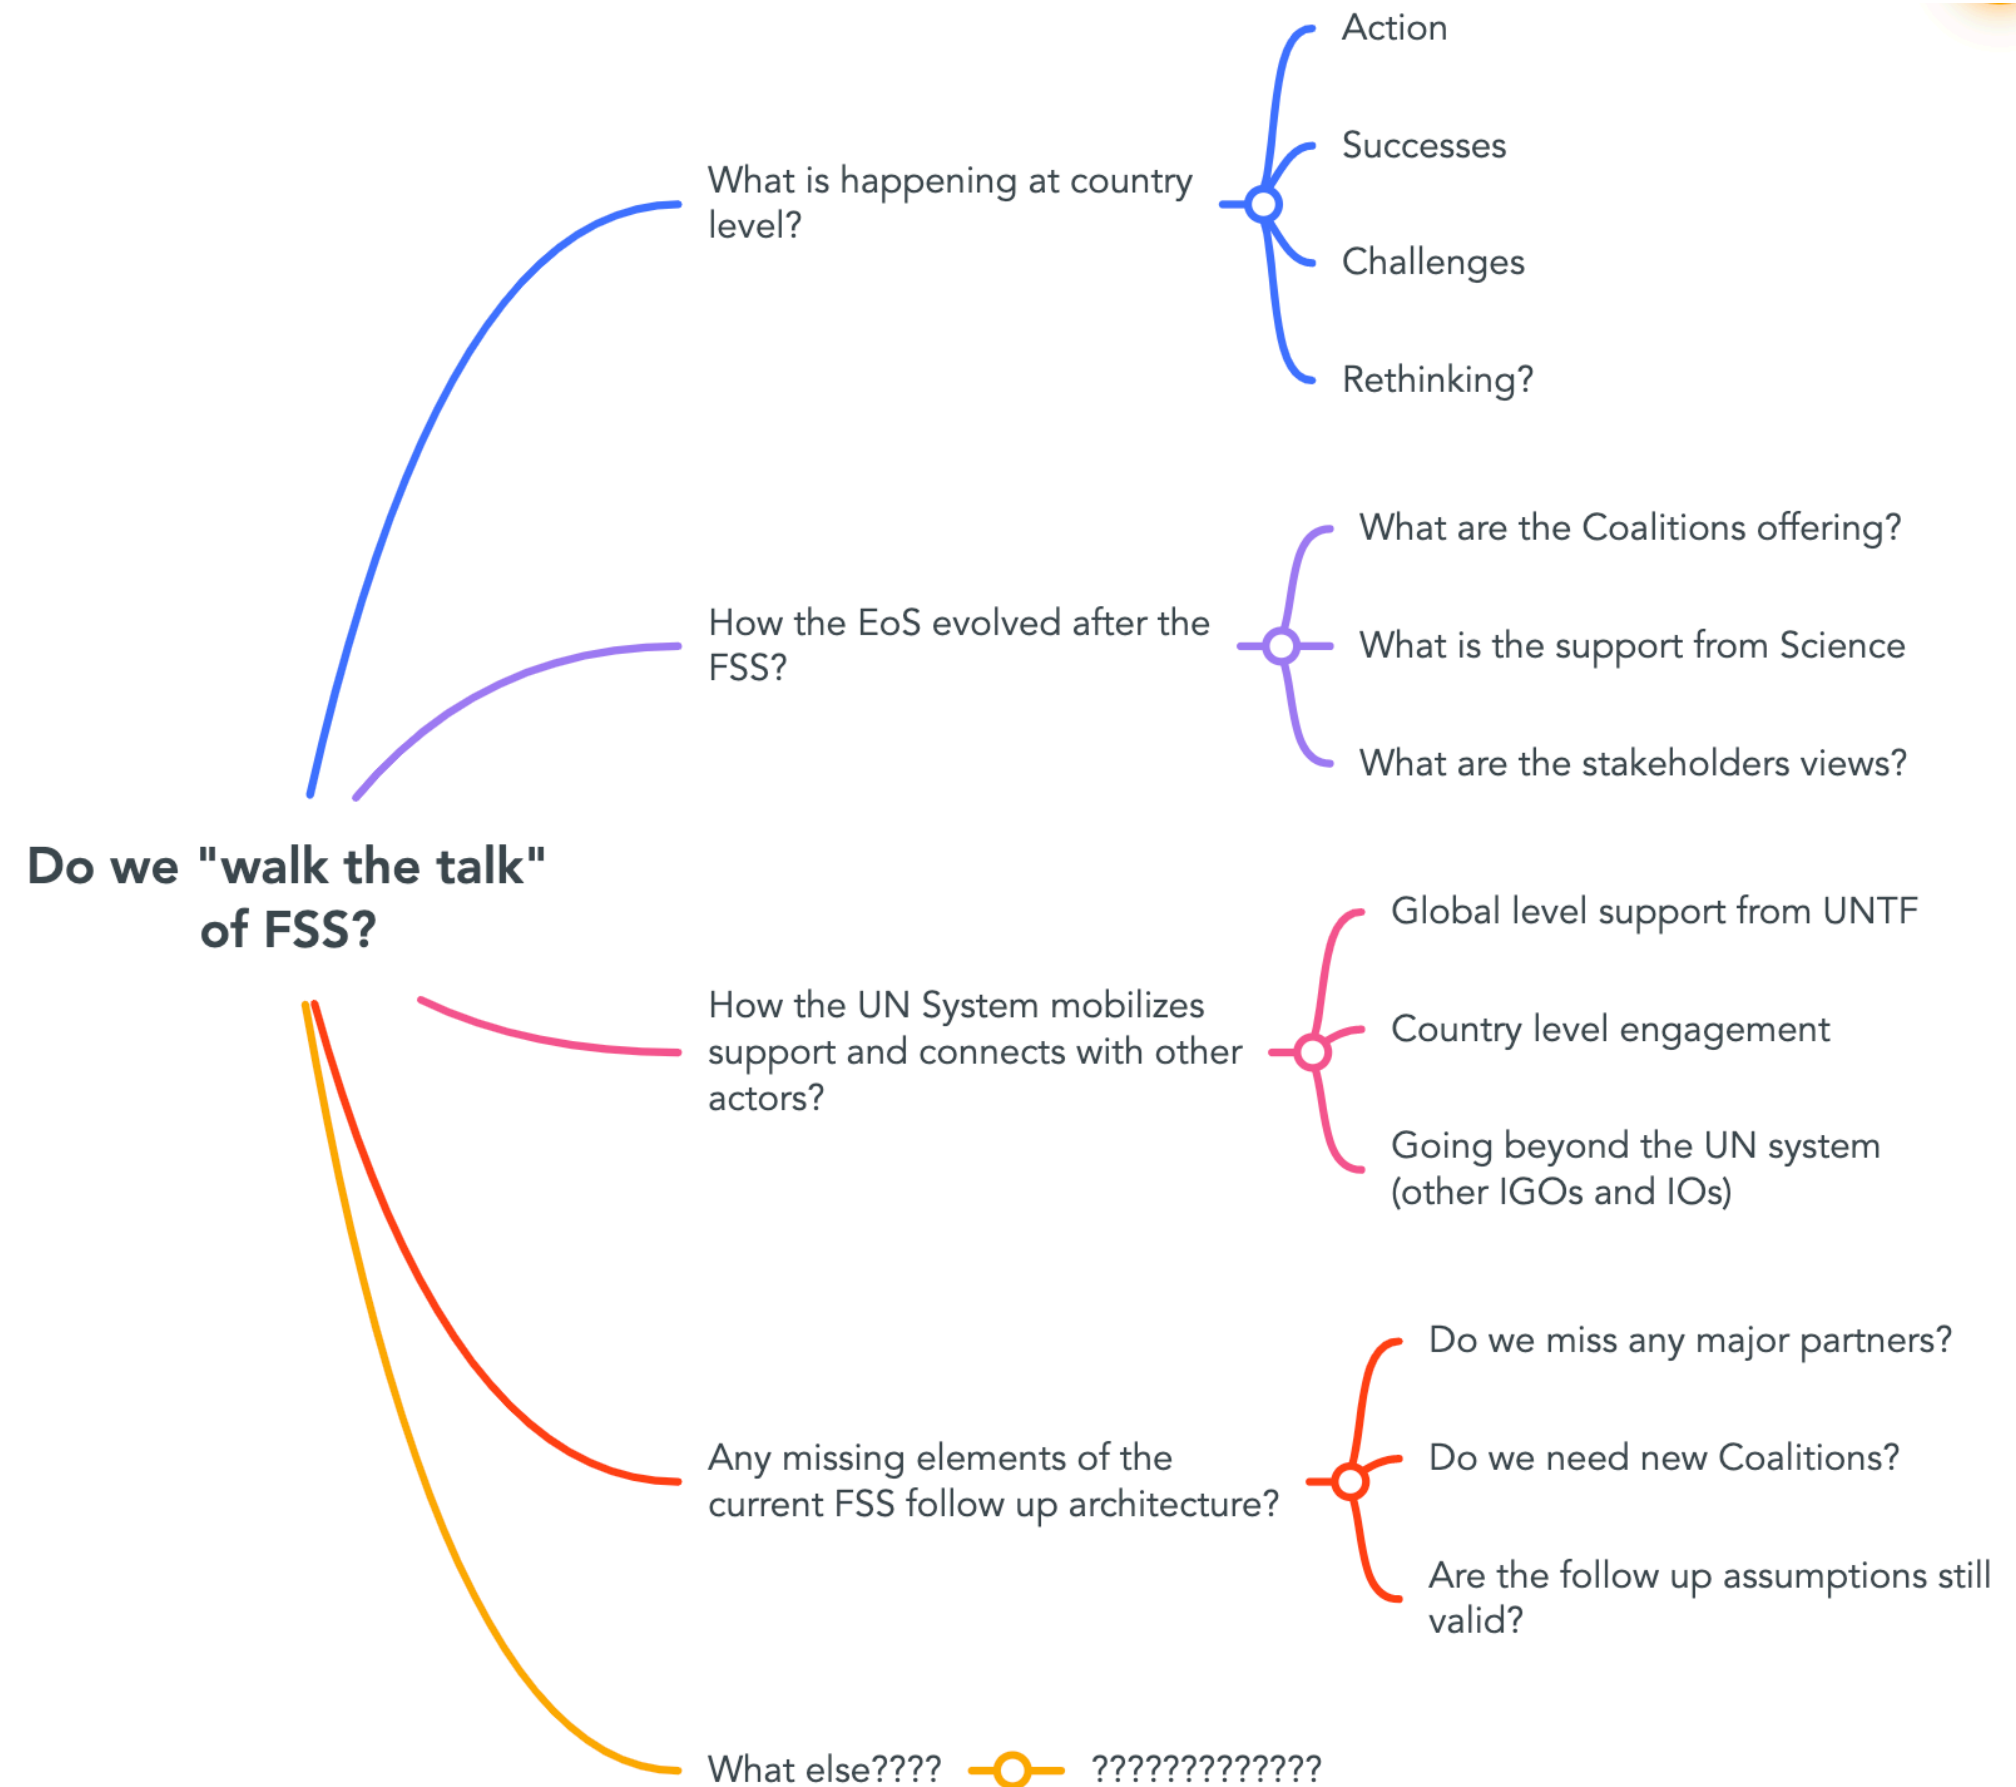 Do we "walk the talk"
of FSS?
What is happening at country
level?
Action
Successes
Challenges
Rethinking?
How the EoS evolved after the
FSS?
What are the Coalitions offering?
What is the support from Science
What are the stakeholders views?
How the UN System mobilizes
support and connects with other
actors?
Global level support from UNTF
Country level engagement
Going beyond the UN system
(other IGOs and IOs)
Any missing elements of the
current FSS follow up architecture?
Do we miss any major partners?
Do we need new Coalitions?
Are the follow up assumptions still
valid?
What else????
?????????????